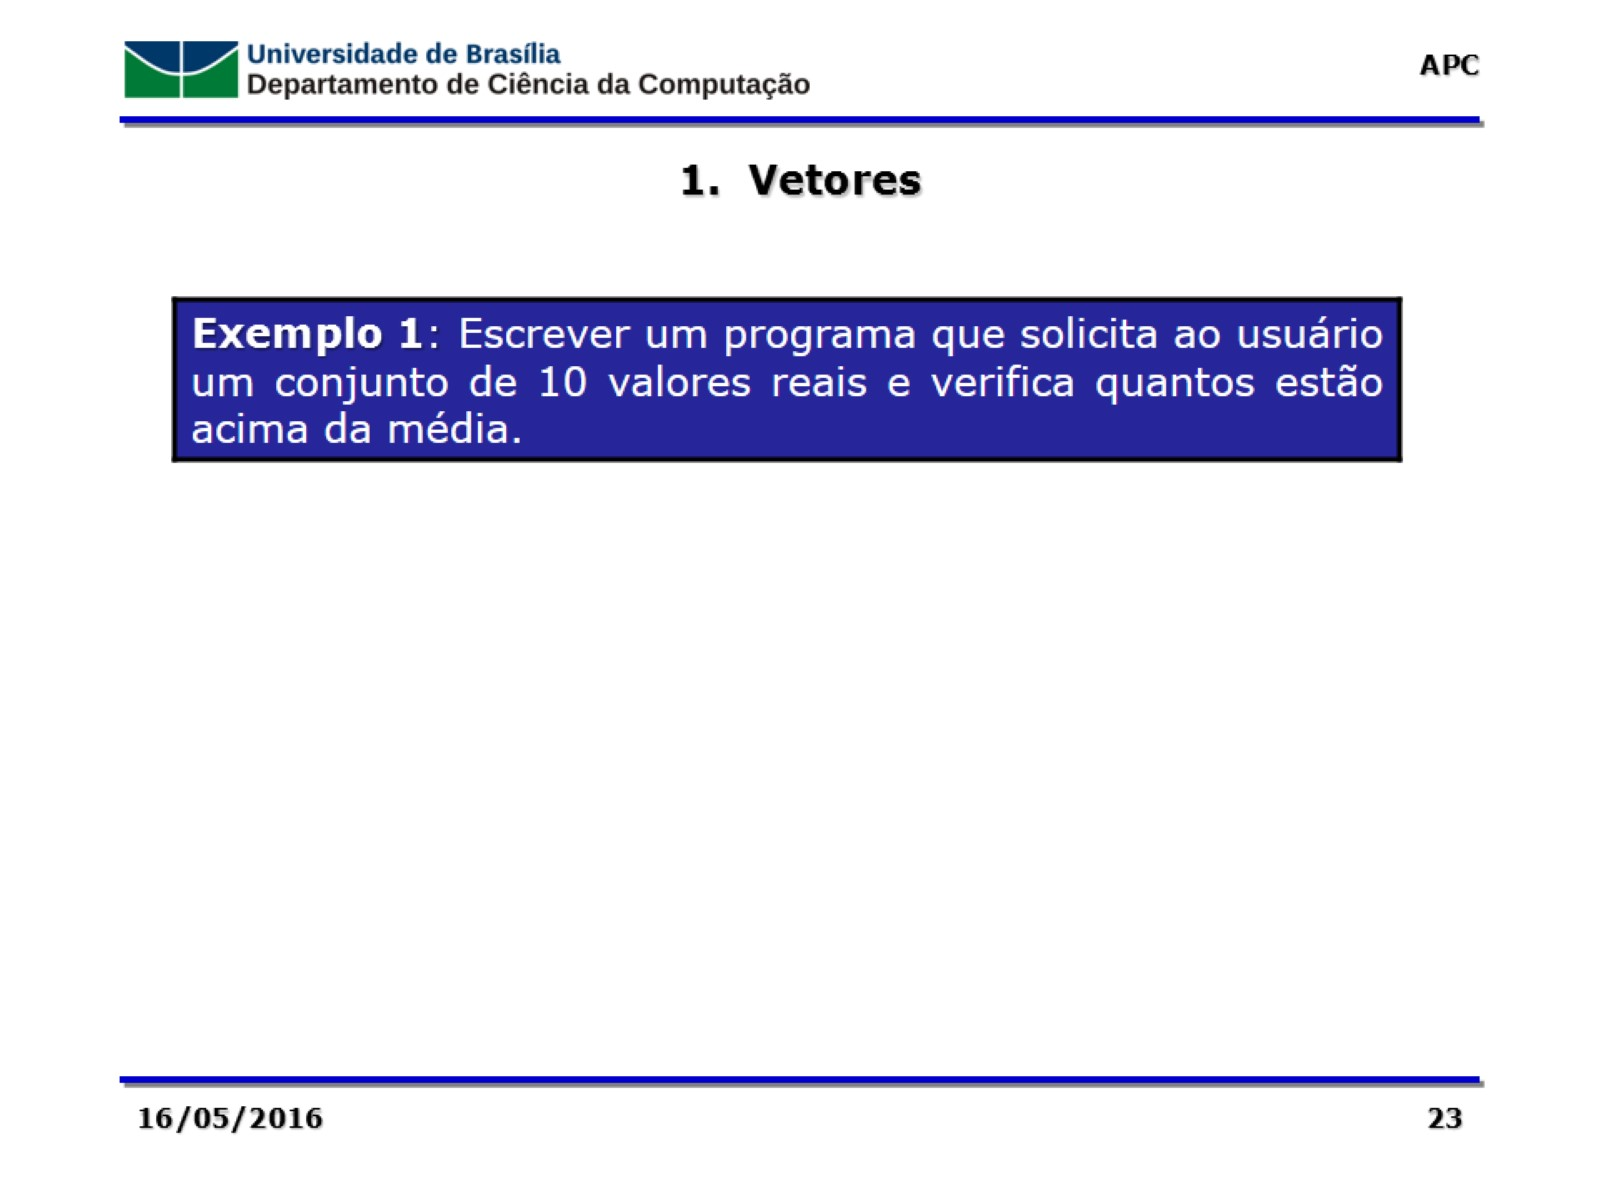 Universidade de Brasília
Departamento de Ciência da Computação
APC
1. Vetores
Exemplo 1: Escrever um programa que solicita ao usuário
um conjunto de 10 valores reais e verifica quantos estão
acima da média.
16/05/2016
23